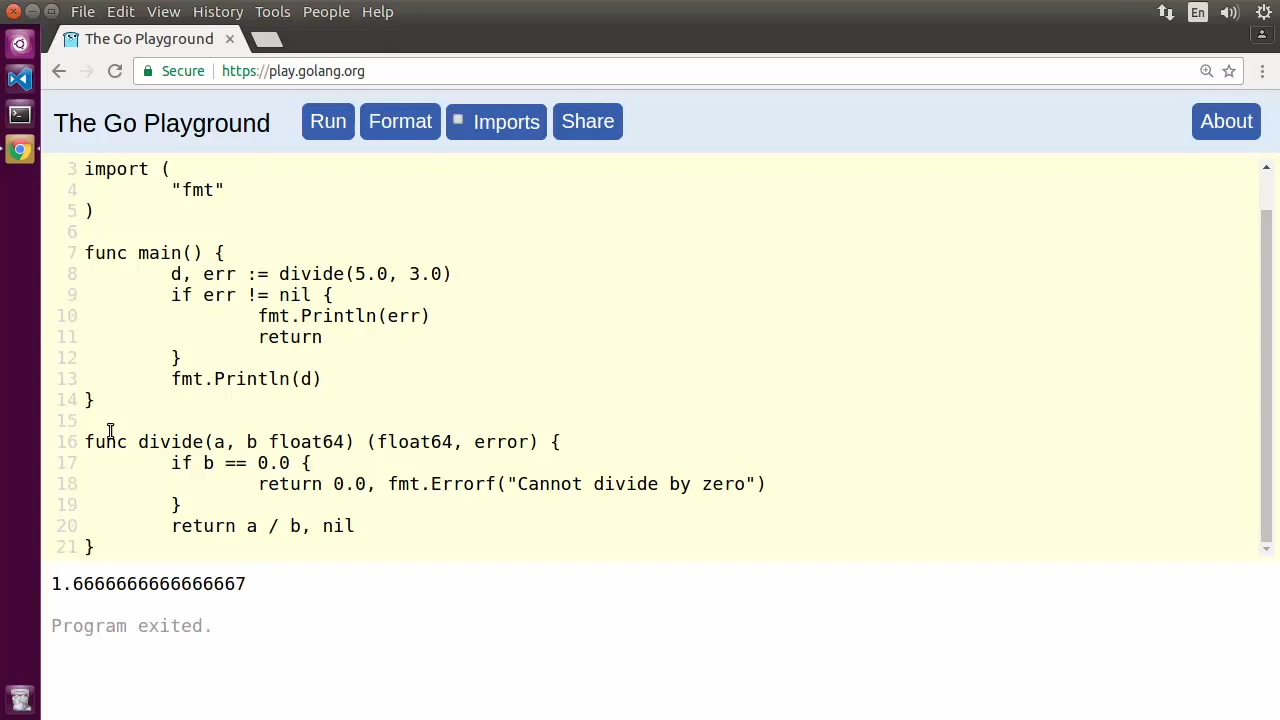 File Edit View History Tools People Help
En
The Go Playground
Secure https://play.golang.org
The Go Playground Run Format Imports Share About
3 import (
4 "fmt"
5 )
6
7 func main() {
8 d, err := divide(5.0, 3.0)
9 if err != nil {
10 fmt.Println(err)
11 return
12 }
13 fmt.Println(d)
14 }
15
16 func divide(a, b float64) (float64, error) {
17 if b == 0.0 {
18 return 0.0, fmt.Errorf("Cannot divide by zero")
19 }
20 return a / b, nil
21 }
1.6666666666666667
Program exited.